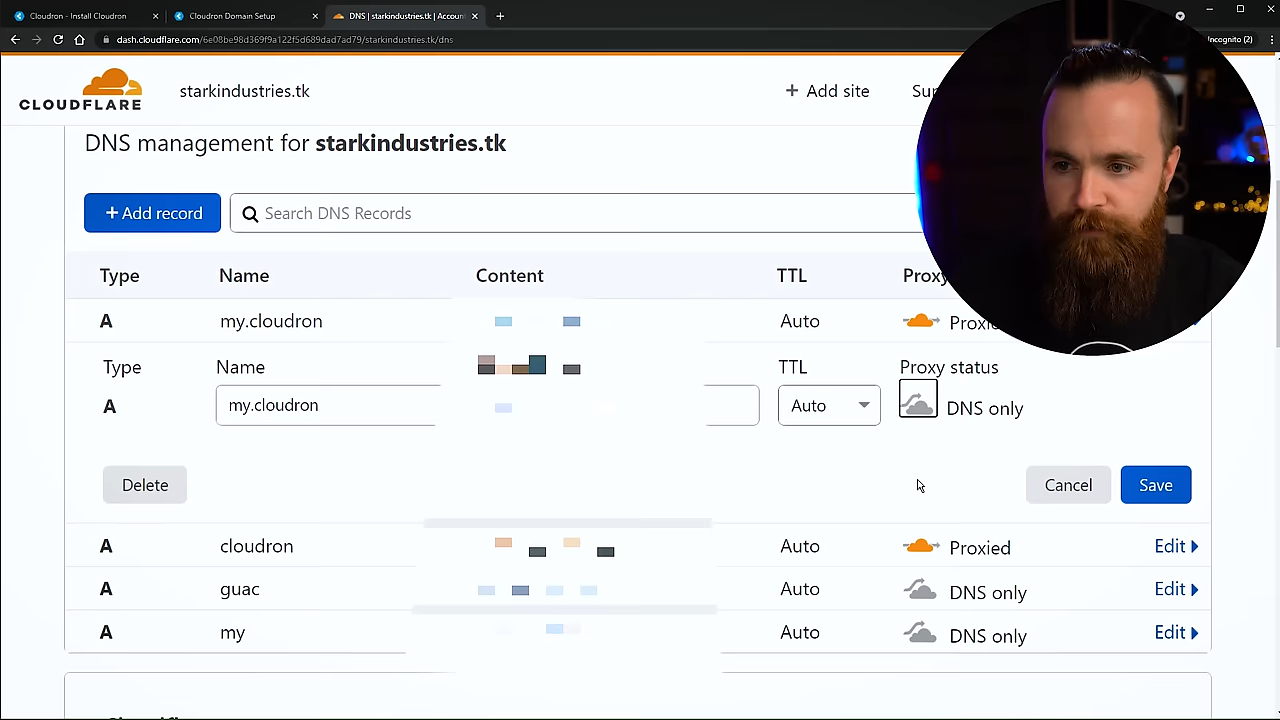 Cloudron - Install Cloudron
Cloudron Domain Setup
DNS | starkindustries.tk | Accoun
dash.cloudflare.com/6e08be98d369f9a122f5d689dad7ad79/starkindustries.tk/dns
Incognito (2)
CLOUDFLARE
starkindustries.tk
+ Add site
Sup
DNS management for starkindustries.tk
+ Add record
Search DNS Records
Type Name Content TTL Proxy
A my.cloudron Auto Proxied
Type Name TTL Proxy status
A my.cloudron Auto DNS only
Delete Cancel Save
A cloudron Auto Proxied Edit
A guac Auto DNS only Edit
A my Auto DNS only Edit